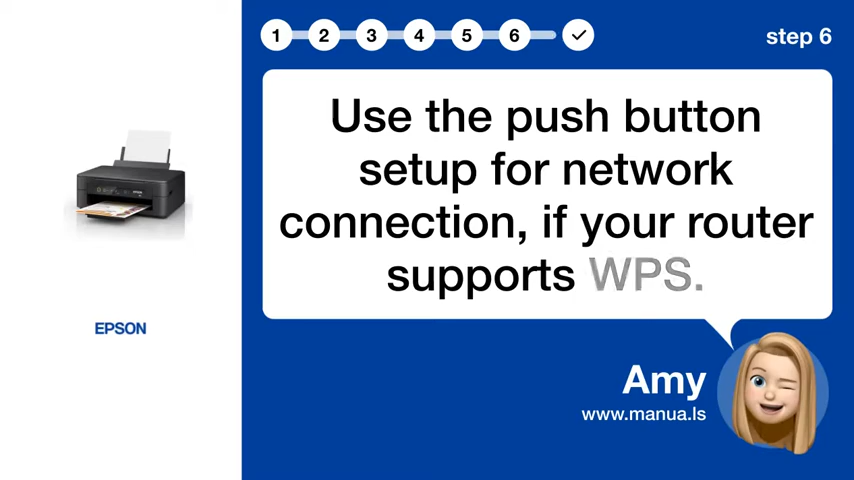 1 2 3 4 5 6 step 6
Use the push button
setup for network
connection, if your router
supports WPS.
EPSON
Amy
www.manua.ls